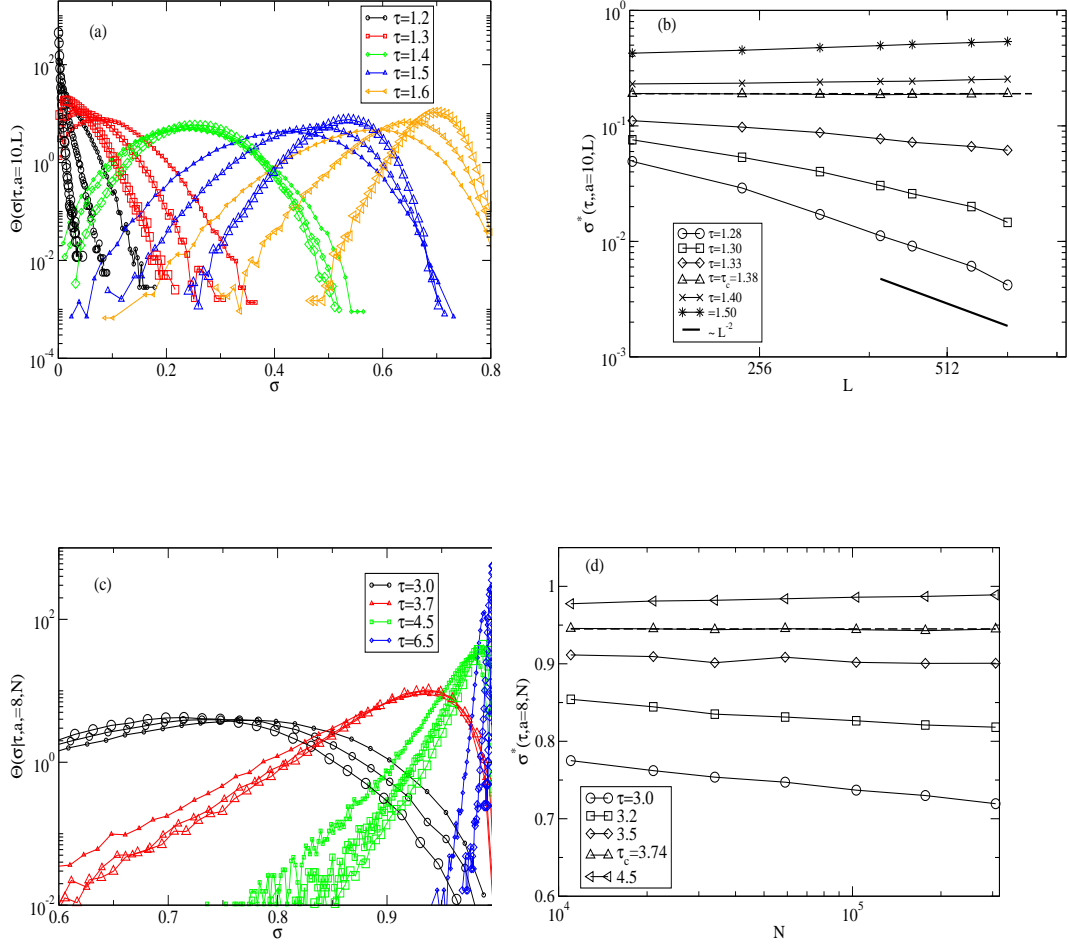 (a)
τ=1.2
τ=1.3
τ=1.4
τ=1.5
τ=1.6
Θ(σ|τ,a=10,L)
10^2
10^0
10^-2
10^-4
0 0.2 0.4 0.6 0.8
σ
(b)
σ^*(τ,,a=10,L)
10^0
10^-1
10^-2
10^-3
τ=1.28
τ=1.30
τ=1.33
τ=τ_c=1.38
τ=1.40
=1.50
~ L^-2
256 512
L
(c)
τ=3.0
τ=3.7
τ=4.5
τ=6.5
Θ(σ|τ,a,=8,N)
10^2
10^0
10^-2
0.6 0.7 0.8 0.9
σ
(d)
σ^*(τ,a=8,N)
1
0.9
0.8
0.7
0.6
τ=3.0
3.2
3.5
τ_c=3.74
4.5
10^4 10^5
N